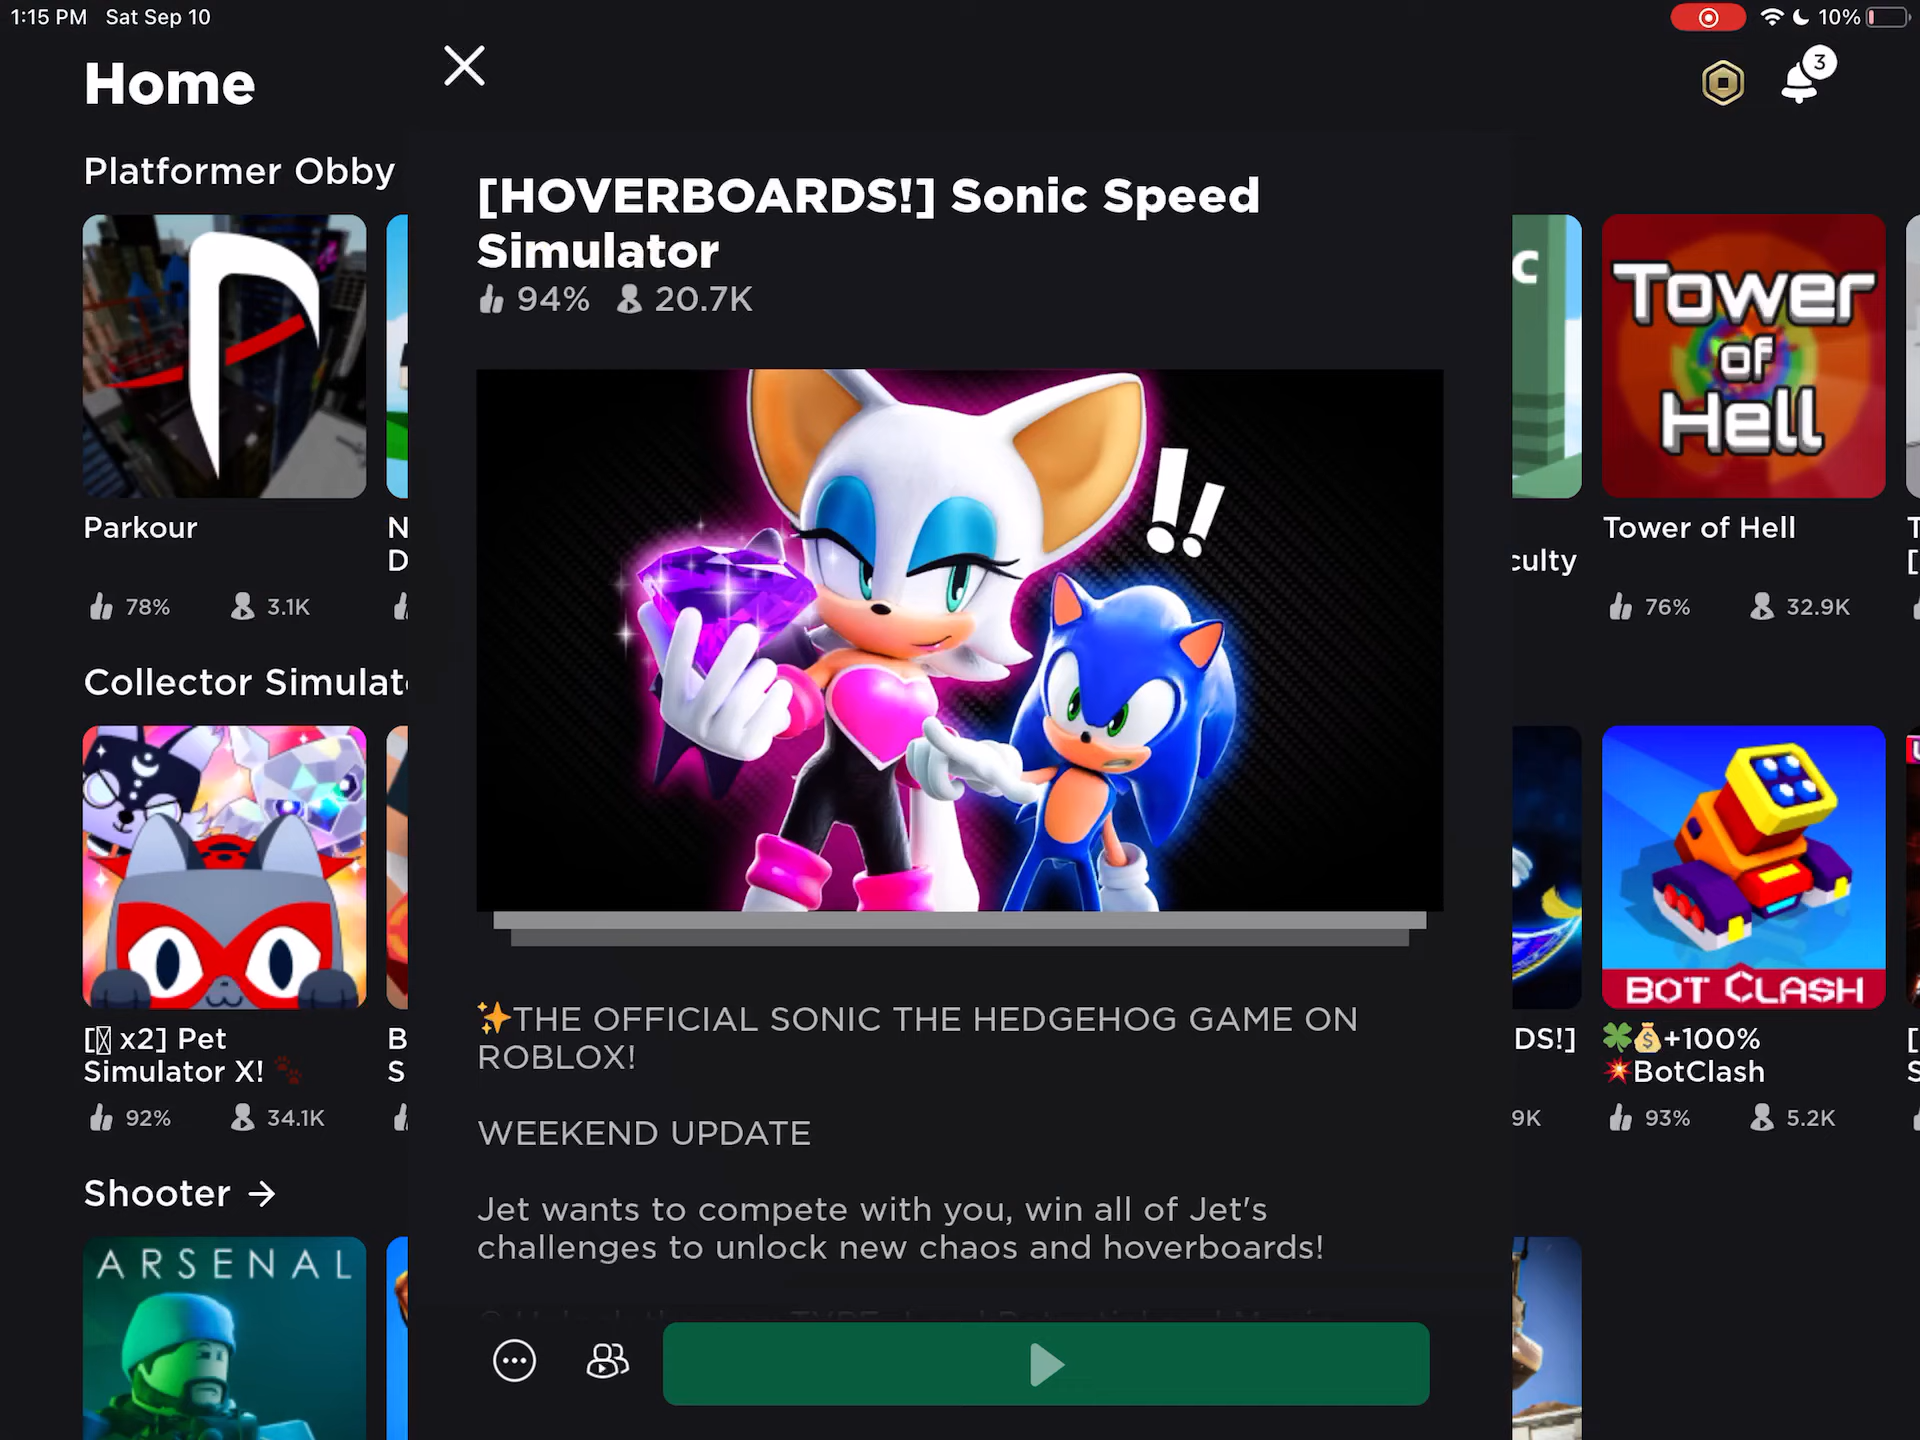 1:15 PM Sat Sep 10
10%
Home
3
Platformer Obby
[HOVERBOARDS!] Sonic Speed
Simulator
94% 20.7K
!!
C
Tower
of
Hell
Parkour
N
D
culty
Tower of Hell
T
[
78% 3.1K
76% 32.9K
Collector Simulat
BOT CLASH
✨THE OFFICIAL SONIC THE HEDGEHOG GAME ON
ROBLOX!
[ x2] Pet
Simulator X! 🐾
B
S
DS!]
🍀💰+100%
💥BotClash
[
S
92% 34.1K
9K
93% 5.2K
WEEKEND UPDATE
Jet wants to compete with you, win all of Jet's
challenges to unlock new chaos and hoverboards!
Shooter →
ARSENAL